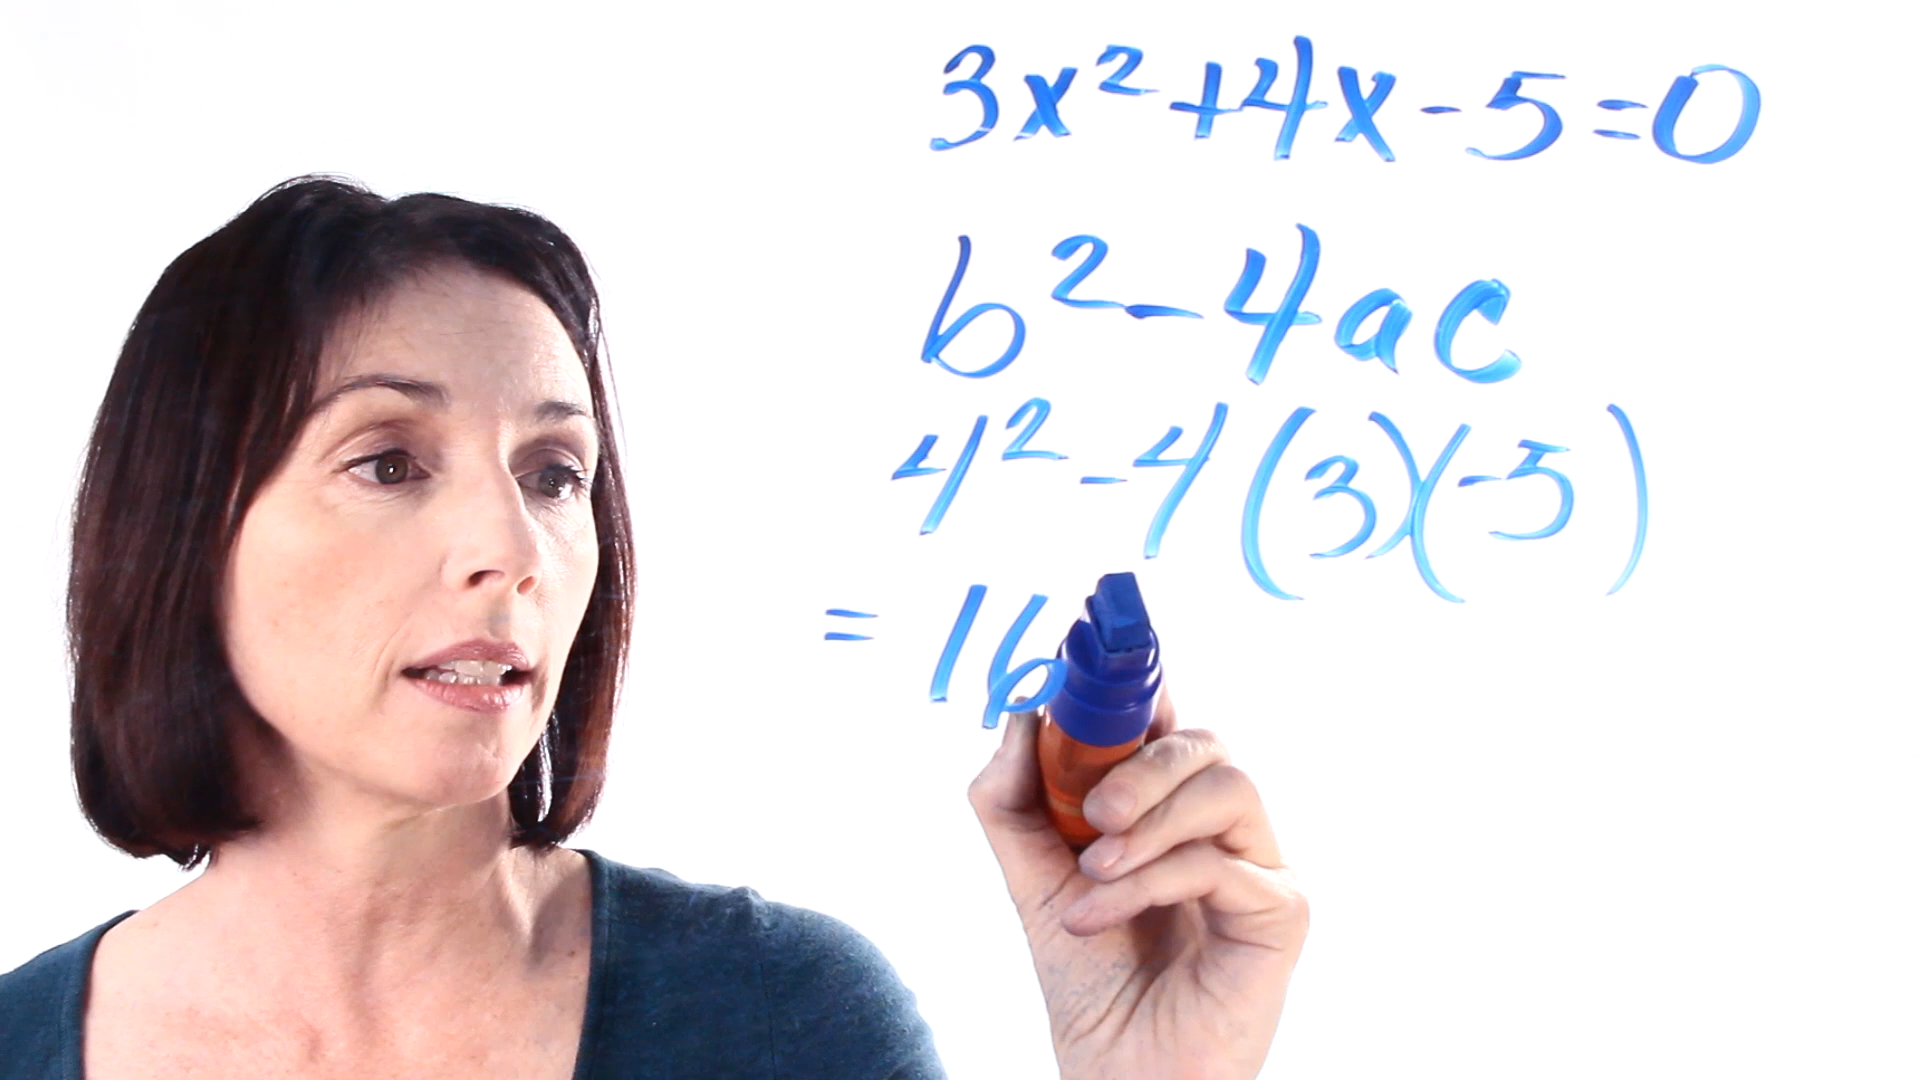 3x²+4x-5=0
b²-4ac
4²-4(3)(-5)
= 16